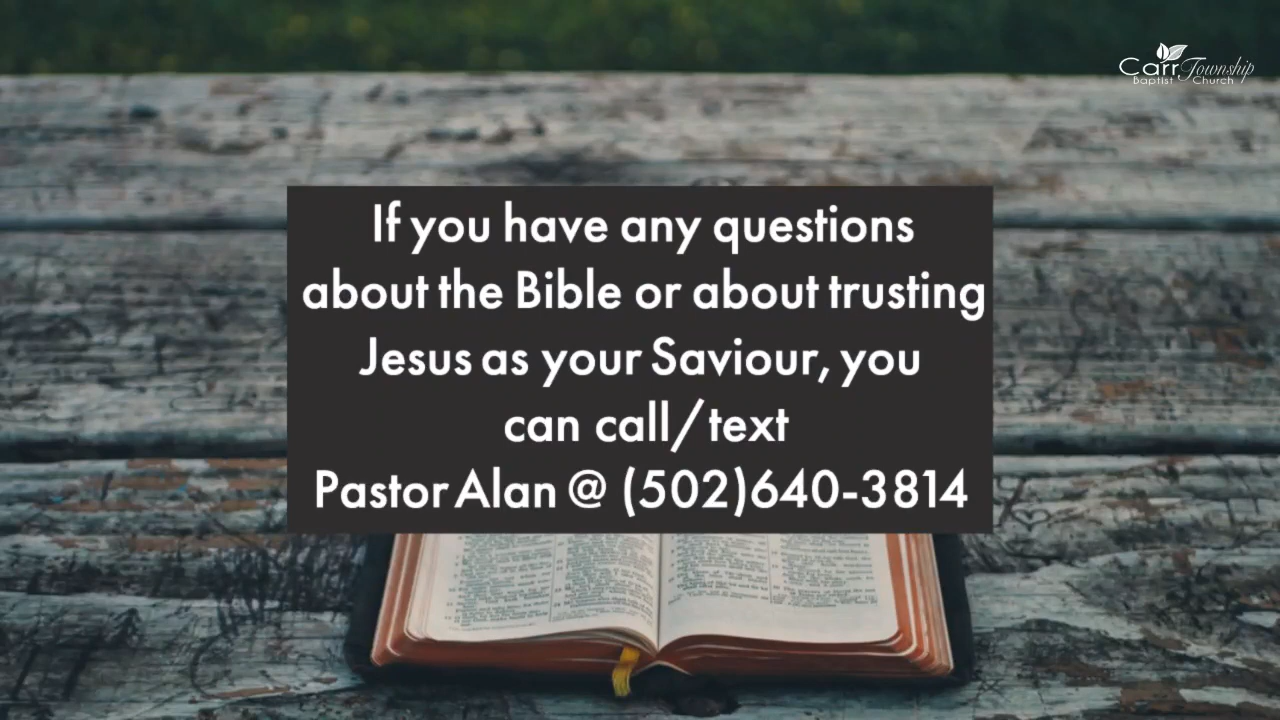 Carr Township
Baptist Church
If you have any questions
about the Bible or about trusting
Jesus as your Saviour, you
can call/text
Pastor Alan @ (502)640-3814